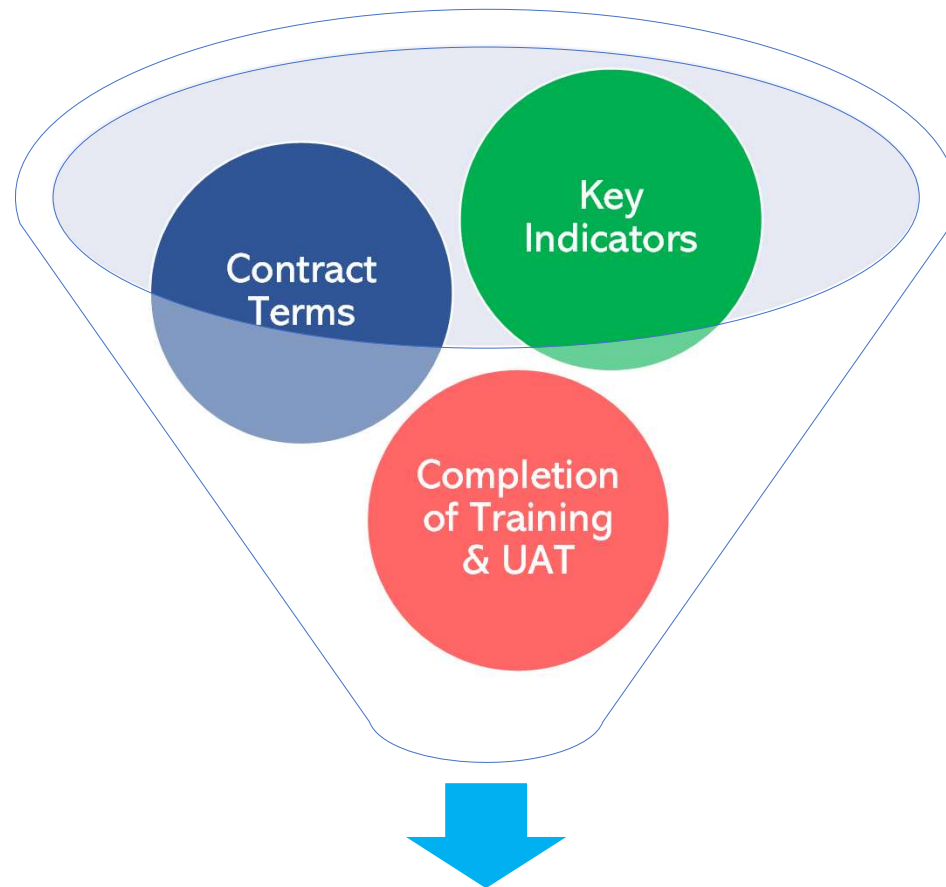 Key
Indicators
Contract
Terms
Completion
of Training
& UAT